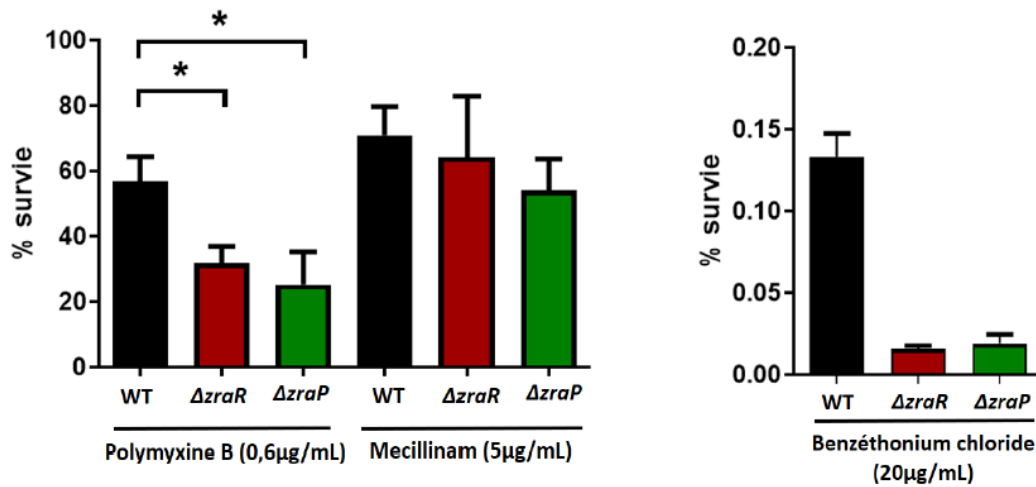 *
*
% survie
100
80
60
40
20
0
WT ΔzraR ΔzraP WT ΔzraR ΔzraP
Polymyxine B (0,6µg/mL) Mecillinam (5µg/mL)
% survie
0.20
0.15
0.10
0.05
0.00
WT ΔzraR ΔzraP
Benzéthonium chloride
(20µg/mL)